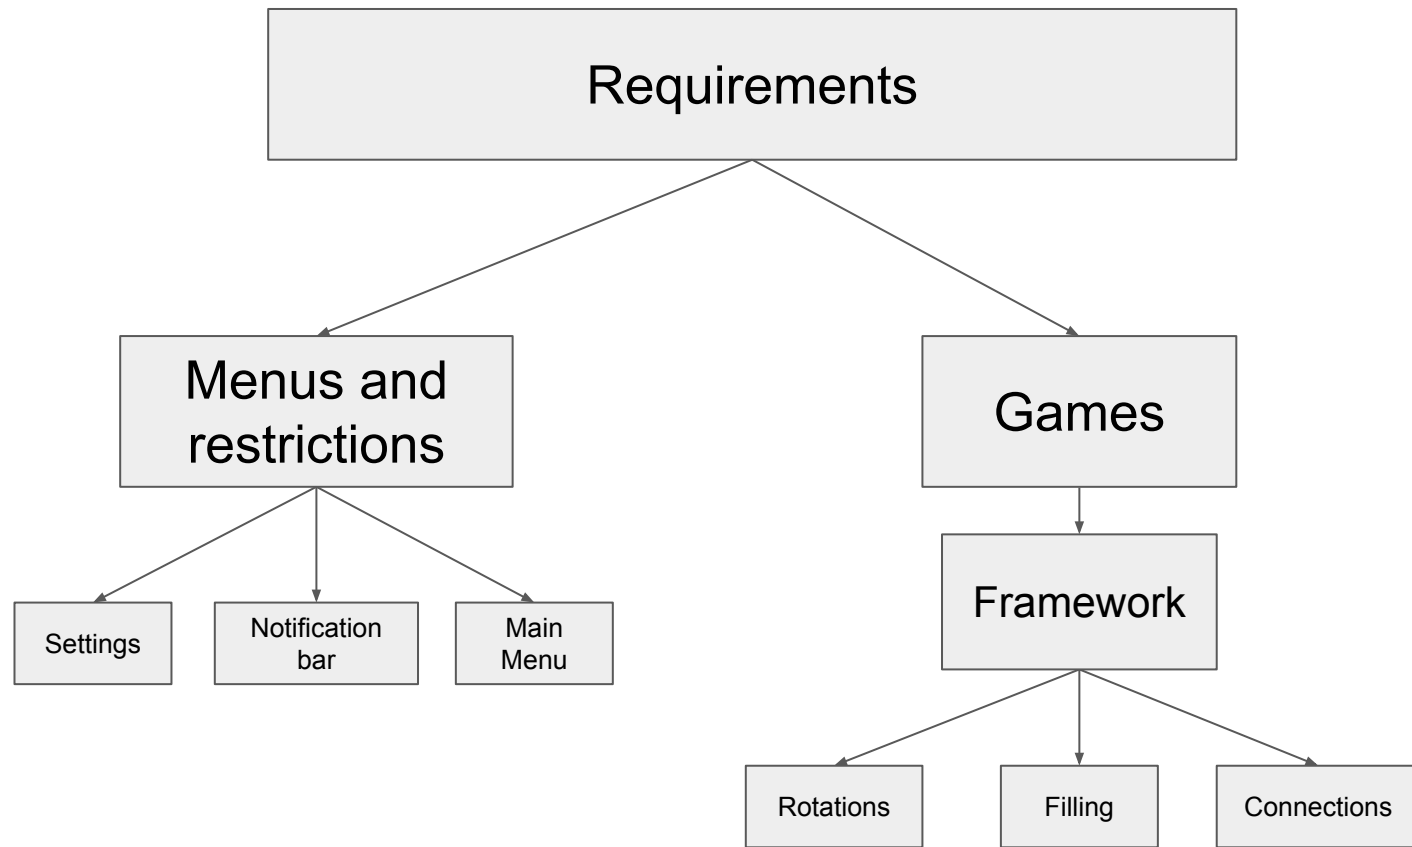 Requirements
Menus and
restrictions
Games
Framework
Settings
Notification
bar
Main
Menu
Rotations
Filling
Connections